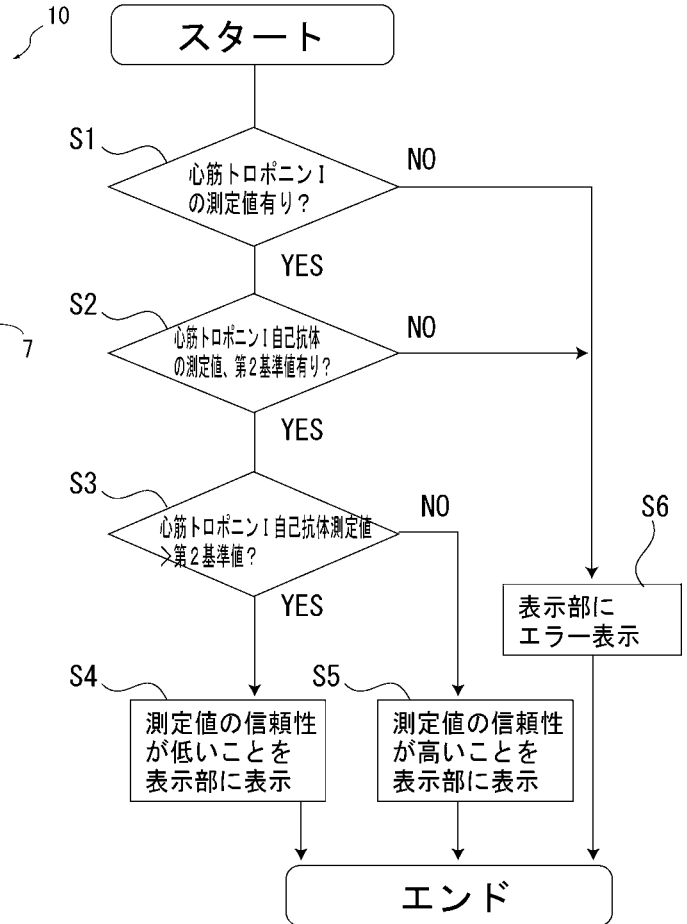 10
スタート
S1
心筋トロポニンI
の測定値有り?
NO
YES
S2
心筋トロポニンI自己抗体
の測定値、第2基準値有り?
NO
7
YES
S3
心筋トロポニンI自己抗体測定値
>第2基準値?
NO
YES
S6
表示部に
エラー表示
S4
測定値の信頼性
が低いことを
表示部に表示
S5
測定値の信頼性
が高いことを
表示部に表示
エンド